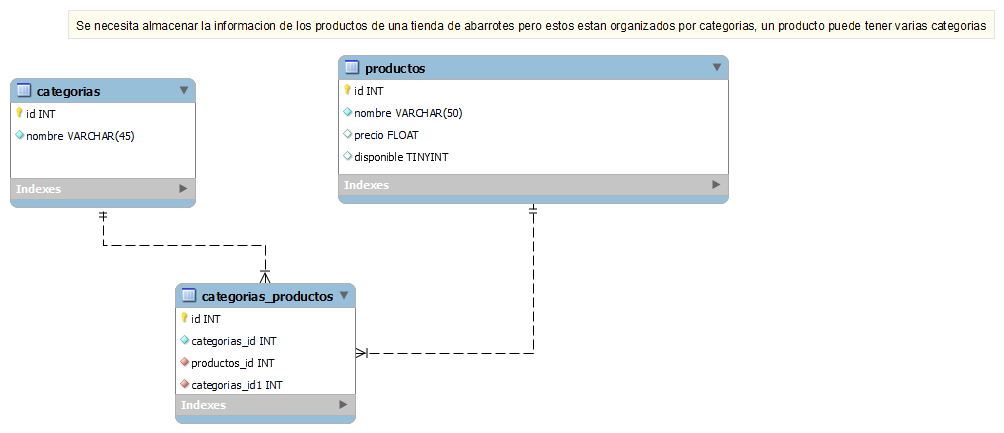 Se necesita almacenar la informacion de los productos de una tienda de abarrotes pero estos estan organizados por categorias, un producto puede tener varias categorias
categorias
id INT
nombre VARCHAR(45)
Indexes
productos
id INT
nombre VARCHAR(50)
precio FLOAT
disponible TINYINT
Indexes
categorias_productos
id INT
categorias_id INT
productos_id INT
categorias_id1 INT
Indexes